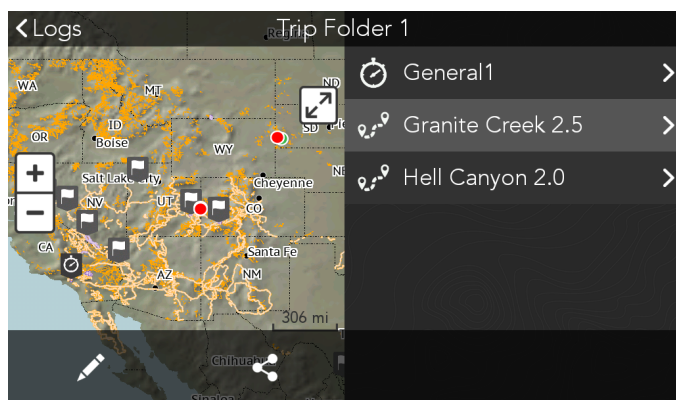 Logs
Trip Folder 1
General1
Granite Creek 2.5
Hell Canyon 2.0
WA
MT
ND
OR
ID
Boise
SD
WY
NE
Salt Lake City
Cheyenne
NV
UT
CO
CA
Santa Fe
AZ
NM
306 mi